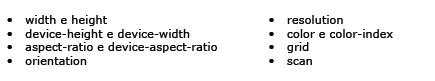 • width e height
• device-height e device-width
• aspect-ratio e device-aspect-ratio
• orientation
• resolution
• color e color-index
• grid
• scan